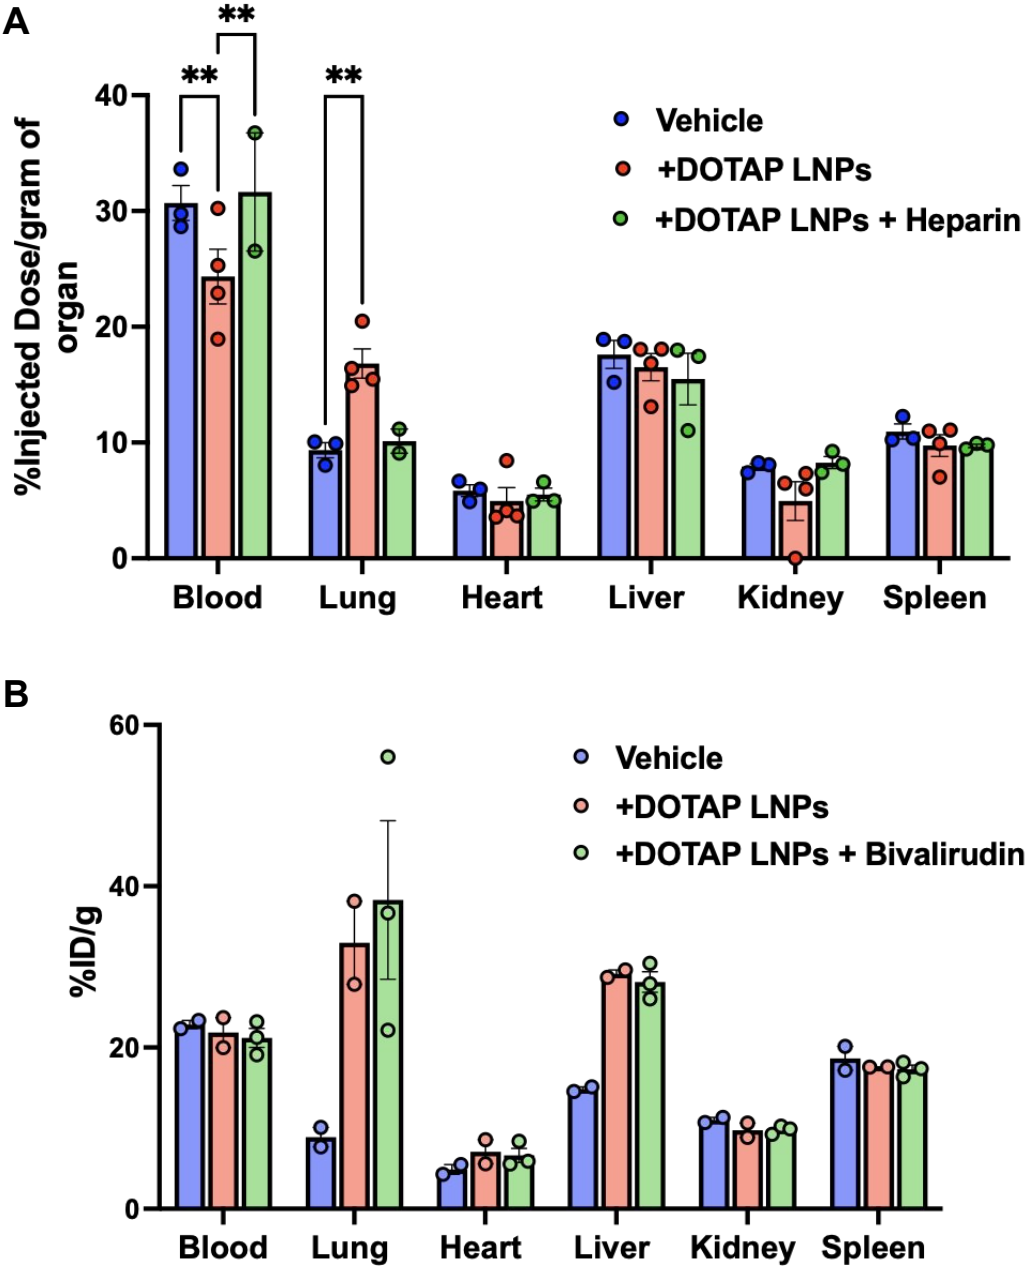 A
**
**
**
%Injected Dose/gram of
organ
40
30
20
10
0
Vehicle
+DOTAP LNPs
+DOTAP LNPs + Heparin
Blood
Lung
Heart
Liver
Kidney
Spleen
B
%ID/g
60
40
20
0
Vehicle
+DOTAP LNPs
+DOTAP LNPs + Bivalirudin
Blood
Lung
Heart
Liver
Kidney
Spleen